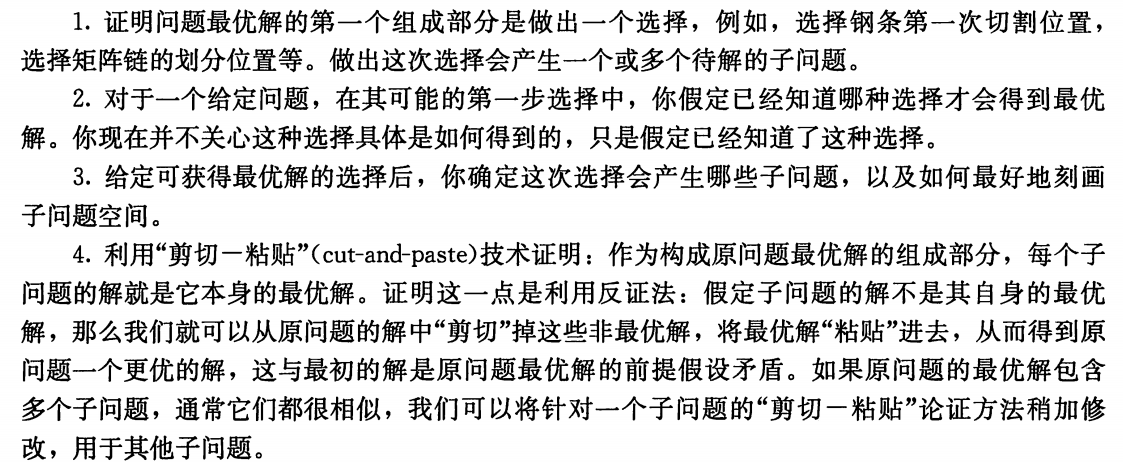 1. 证明问题最优解的第一个组成部分是做出一个选择，例如，选择钢条第一次切割位置，
选择矩阵链的划分位置等。做出这次选择会产生一个或多个待解的子问题。
2. 对于一个给定问题，在其可能的第一步选择中，你假定已经知道哪种选择才会得到最优
解。你现在并不关心这种选择具体是如何得到的，只是假定已经知道了这种选择。
3. 给定可获得最优解的选择后，你确定这次选择会产生哪些子问题，以及如何最好地刻画
子问题空间。
4. 利用“剪切－粘贴”(cut-and-paste)技术证明：作为构成原问题最优解的组成部分，每个子
问题的解就是它本身的最优解。证明这一点是利用反证法：假定子问题的解不是其自身的最优
解，那么我们就可以从原问题的解中“剪切”掉这些非最优解，将最优解“粘贴”进去，从而得到原
问题一个更优的解，这与最初的解是原问题最优解的前提假设矛盾。如果原问题的最优解包含
多个子问题，通常它们都很相似，我们可以将针对一个子问题的“剪切－粘贴”论证方法稍加修
改，用于其他子问题。